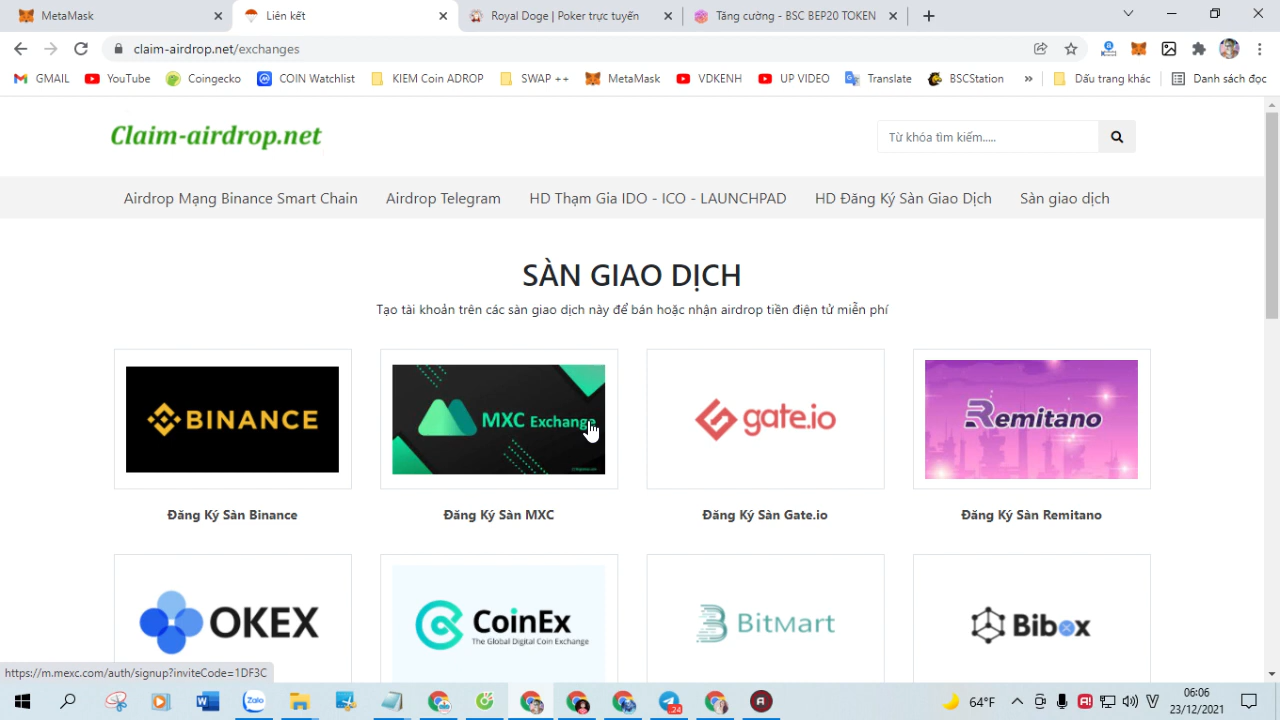 MetaMask
Liên kết
Royal Doge | Poker trực tuyến
Tăng cường - BSC BEP20 TOKEN
claim-airdrop.net/exchanges
GMAIL
YouTube
Coingecko
COIN Watchlist
KIEM Coin ADROP
SWAP ++
MetaMask
VDKENH
UP VIDEO
Translate
BSCStation
»
Dấu trang khác
Danh sách đọc
Claim-airdrop.net
Từ khóa tìm kiếm.....
Airdrop Mạng Binance Smart Chain
Airdrop Telegram
HD Thạm Gia IDO - ICO - LAUNCHPAD
HD Đăng Ký Sàn Giao Dịch
Sàn giao dịch
SÀN GIAO DỊCH
Tạo tài khoản trên các sàn giao dịch này để bán hoặc nhận airdrop tiền điện tử miễn phí
BINANCE
MXC Exchange
gate.io
Remitano
Đăng Ký Sàn Binance
Đăng Ký Sàn MXC
Đăng Ký Sàn Gate.io
Đăng Ký Sàn Remitano
OKEX
CoinEx
The Global Digital Coin Exchange
BitMart
Bibox
https://m.mexc.com/auth/signup?inviteCode=1DF3C
Zalo
24
64°F
06:06
23/12/2021